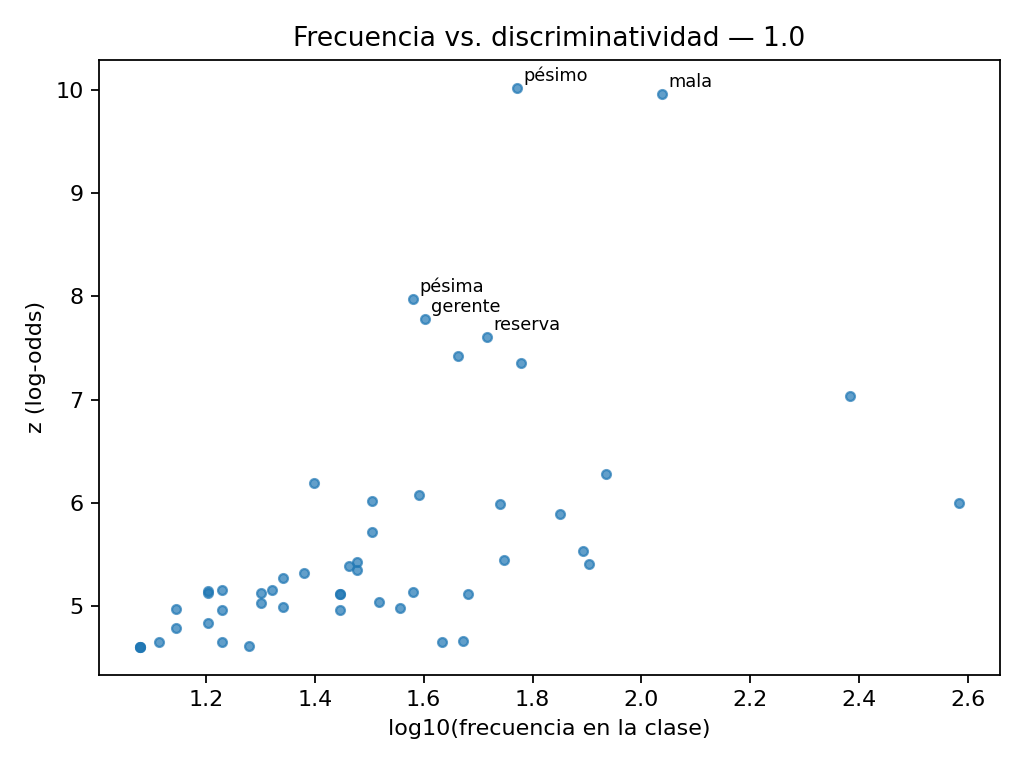 Frecuencia vs. discriminatividad — 1.0
z (log-odds)
10
9
8
7
6
5
pésimo
mala
pésima
gerente
reserva
1.2 1.4 1.6 1.8 2.0 2.2 2.4 2.6
log10(frecuencia en la clase)